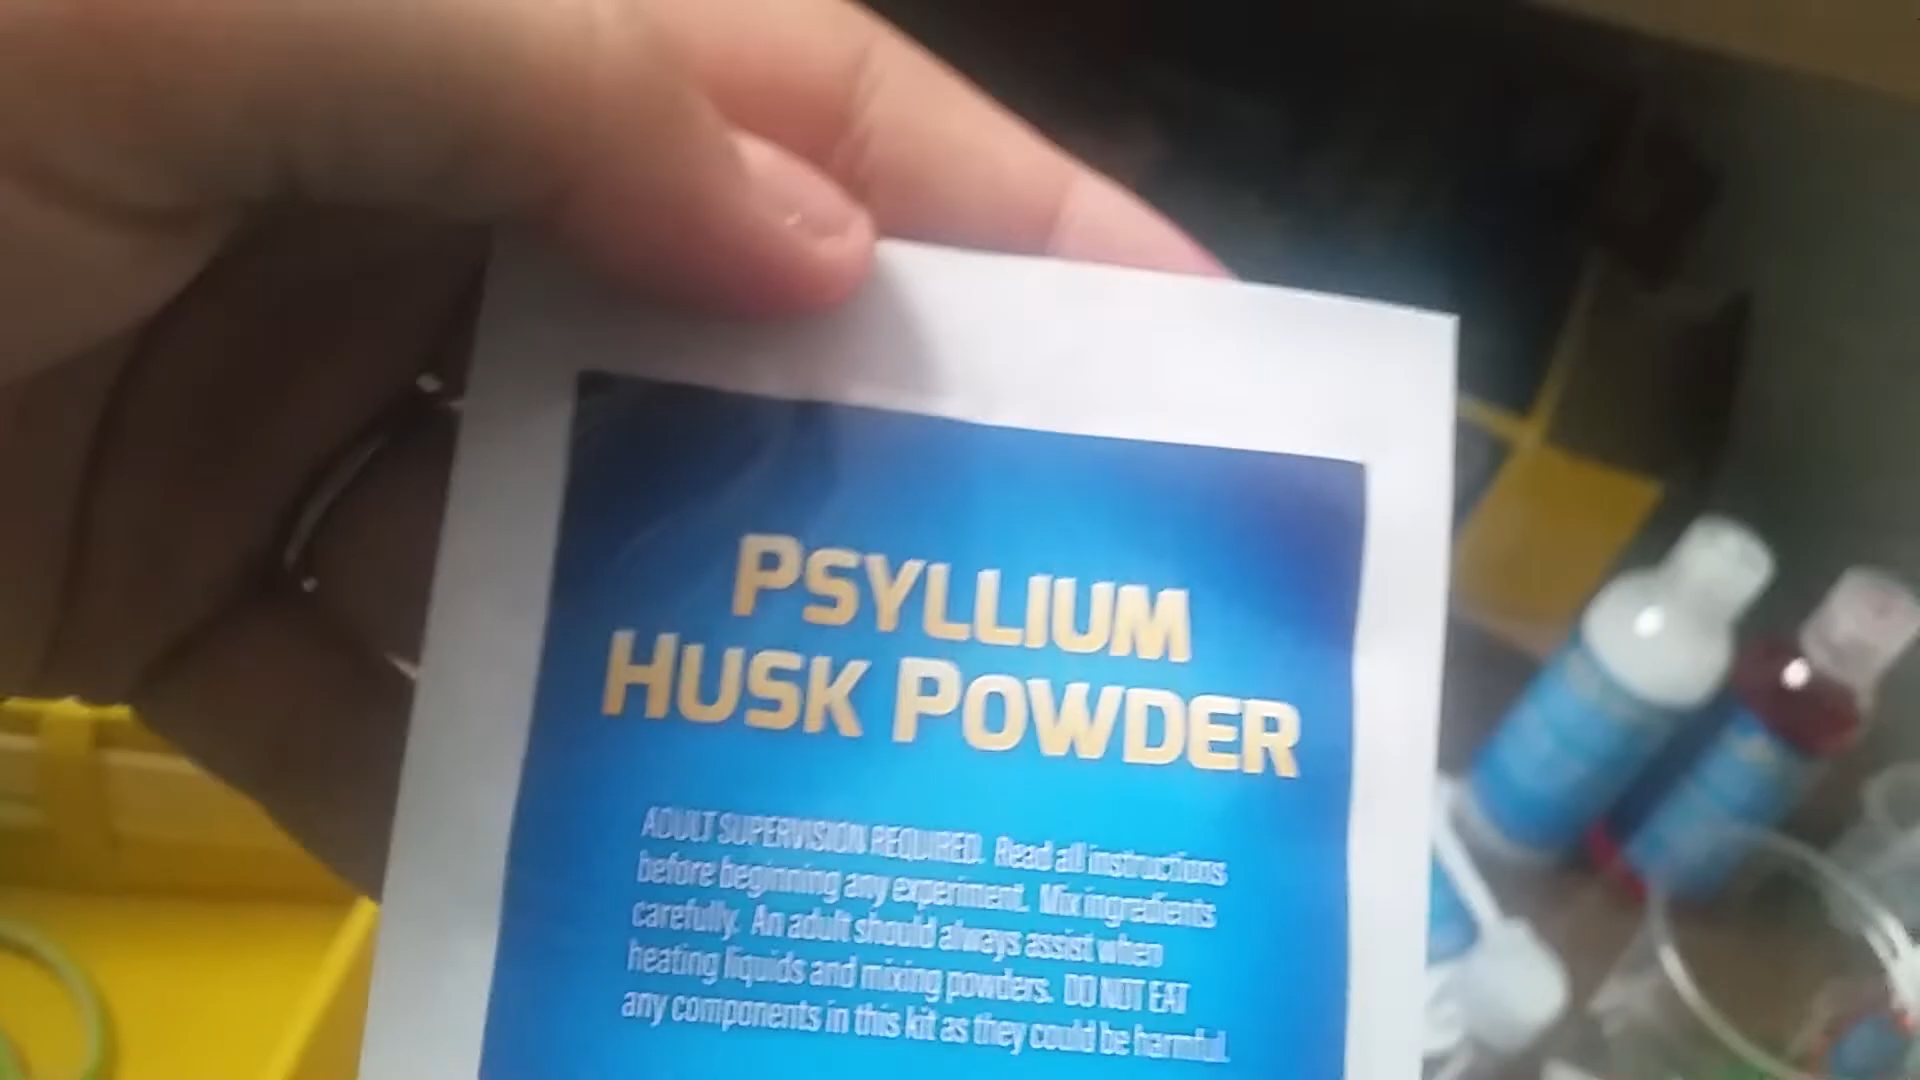 PSYLLIUM
HUSK POWDER
ADULT SUPERVISION REQUIRED. Read all instructions
before beginning any experiment. Mix ingredients
carefully. An adult should always assist when
heating liquids and mixing powders. DO NOT EAT
any components in this kit as they could be harmful.